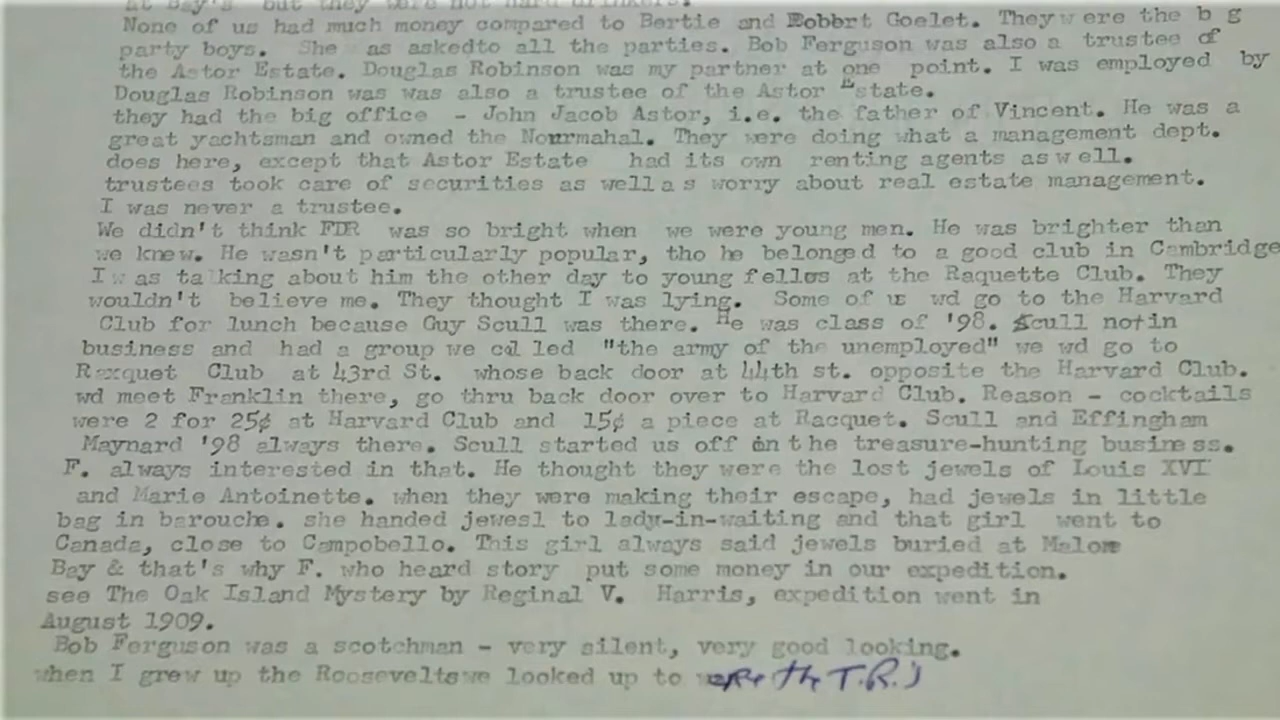 at Bay's but they were not hard drinkers.
None of us had much money compared to Bertie and Robert Goelet. They were the b g
party boys. She as askedto all the parties. Bob Ferguson was also a trustee of
the Astor Estate. Douglas Robinson was my partner at one point. I was employed by
Douglas Robinson was was also a trustee of the Astor Estate.
they had the big office - John Jacob Astor, i.e. the father of Vincent. He was a
great yachtsman and owned the Nourmahal. They were doing what a management dept.
does here, except that Astor Estate had its own renting agents as well.
trustees took care of securities as well a s worry about real estate management.
I was never a trustee.
We didn't think FDR was so bright when we were young men. He was brighter than
we knew. He wasn't particularly popular, tho he belonged to a good club in Cambridge
I was talking about him the other day to young fellos at the Raquette Club. They
wouldn't believe me. They thought I was lying. Some of us wd go to the Harvard
Club for lunch because Guy Scull was there. He was class of '98. Scull notin
business and had a group we cal led "the army of the unemployed" we wd go to
Racquet Club at 43rd St. whose back door at 44th st. opposite the Harvard Club.
wd meet Franklin there, go thru back door over to Harvard Club. Reason - cocktails
were 2 for 25¢ at Harvard Club and 15¢ a piece at Racquet. Scull and Effingham
Maynard '98 always there. Scull started us off on the treasure-hunting business.
F. always interested in that. He thought they were the lost jewels of Louis XVI
and Marie Antoinette. when they were making their escape, had jewels in little
bag in barouche. she handed jewesl to lady-in-waiting and that girl went to
Canada, close to Campobello. This girl always said jewels buried at Malone
Bay & that's why F. who heard story put some money in our expedition.
see The Oak Island Mystery by Reginal V. Harris, expedition went in
August 1909.
Bob Ferguson was a scotchman - very silent, very good looking.
when I grew up the Rooseveltswe looked up to were the T.R.'s